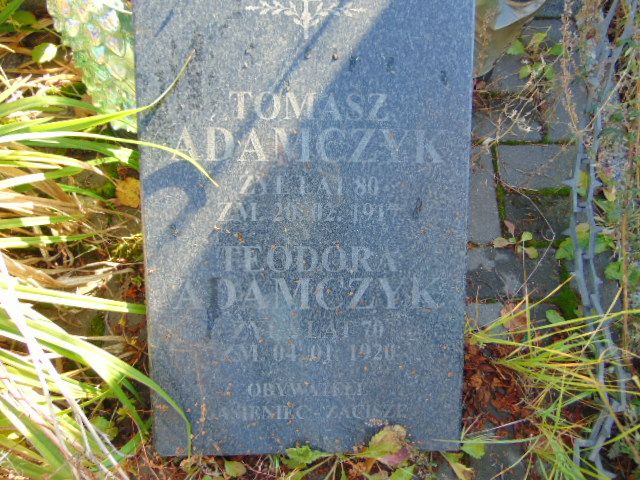 TOMASZ
ADAMCZYK
ŻYŁ LAT 80
ZM. 20. 02. 1917
TEODORA
ADAMCZYK
ŻYŁA LAT 70
ZM. 04. 01. 1920
OBYWATELE
KASIENIEC - ZACISZE